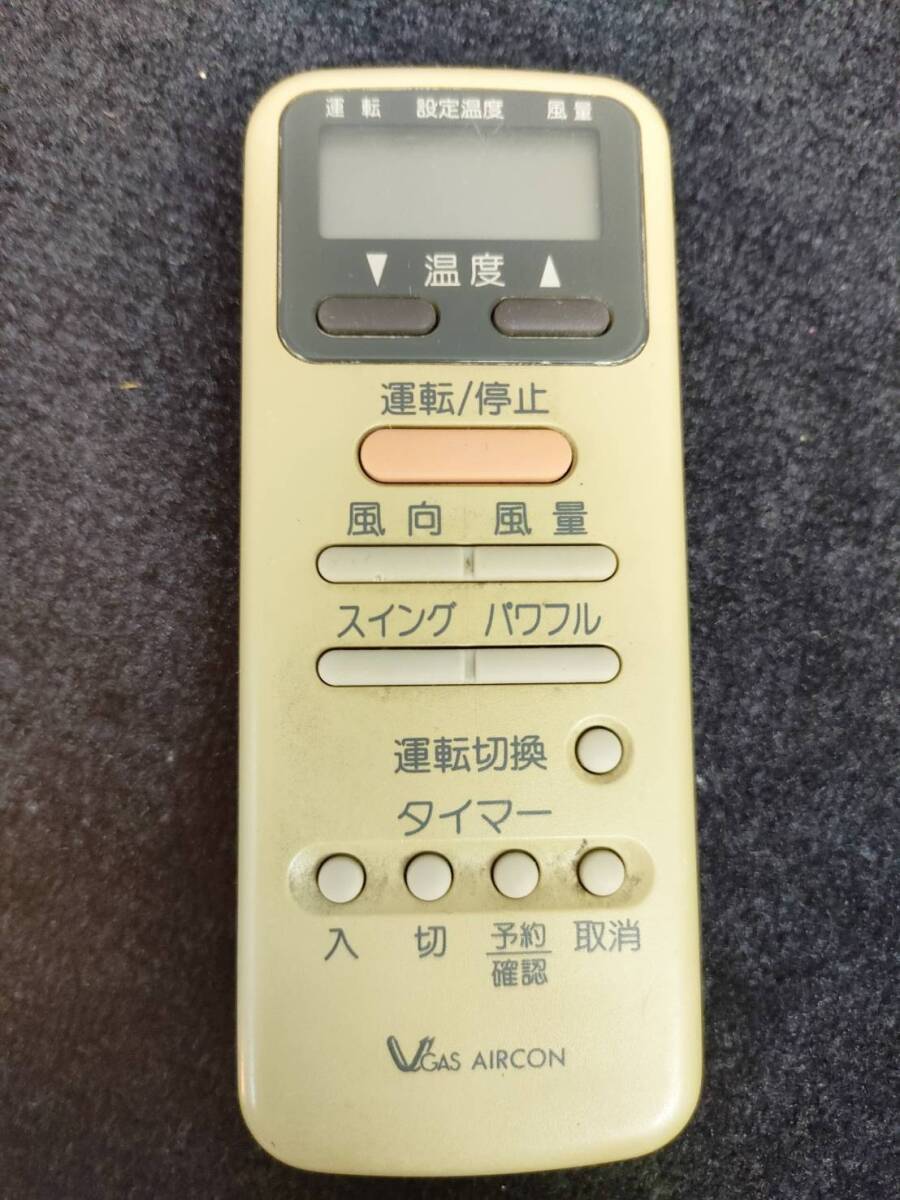 運転 設定温度 風量
▼ 温度 ▲
運転/停止
風向 風量
スイング パワフル
運転切換
タイマー
入 切 予約 取消
確認
VGAS AIRCON